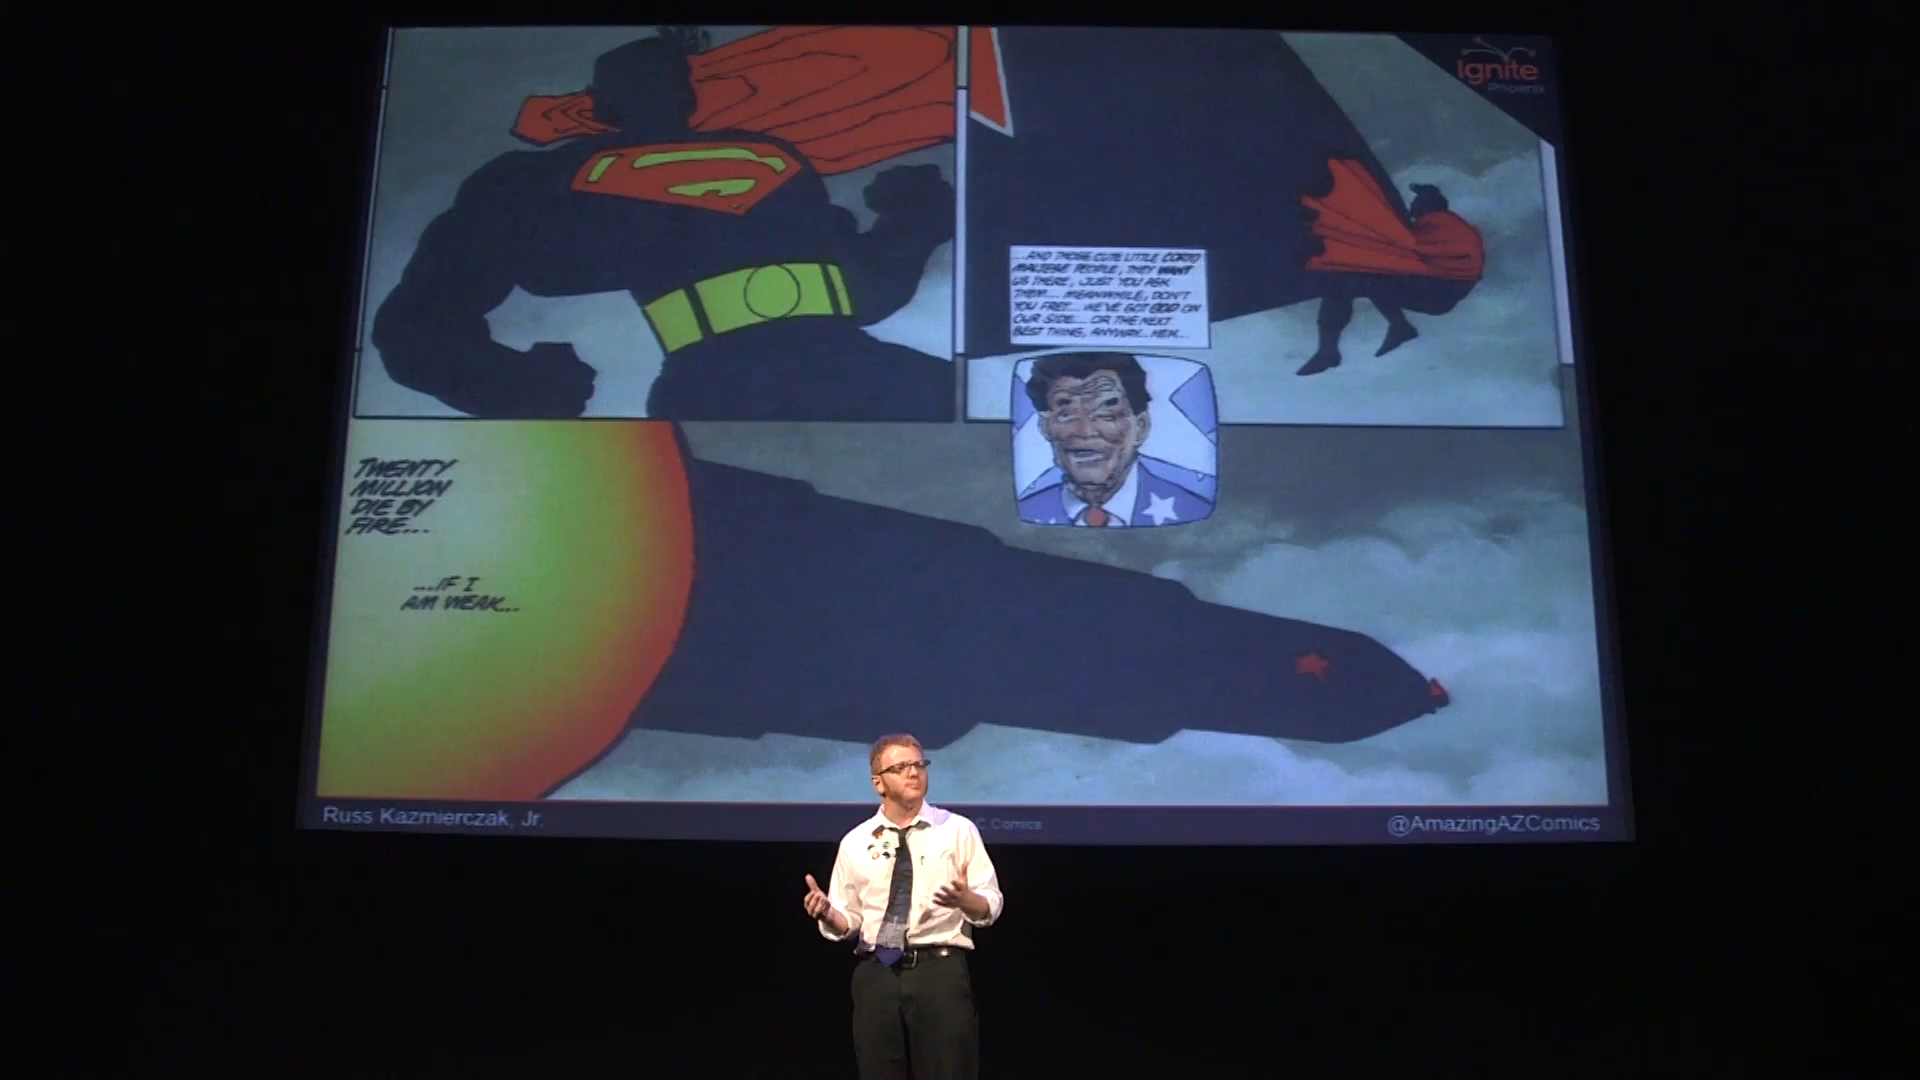 Ignite
Phoenix
...AND THOSE CUTE LITTLE CORTO
MALTESE PEOPLE, THEY WANT
US THERE, JUST YOU ASK
THEM.... MEANWHILE, DON'T
YOU FRET... WE'VE GOT GOD ON
OUR SIDE... OR THE NEXT
BEST THING, ANYWAY... HEH...
TWENTY
MILLION
DIE BY
FIRE...
...IF I
AM WEAK...
Russ Kazmierczak, Jr.
C Comics
@AmazingAZComics